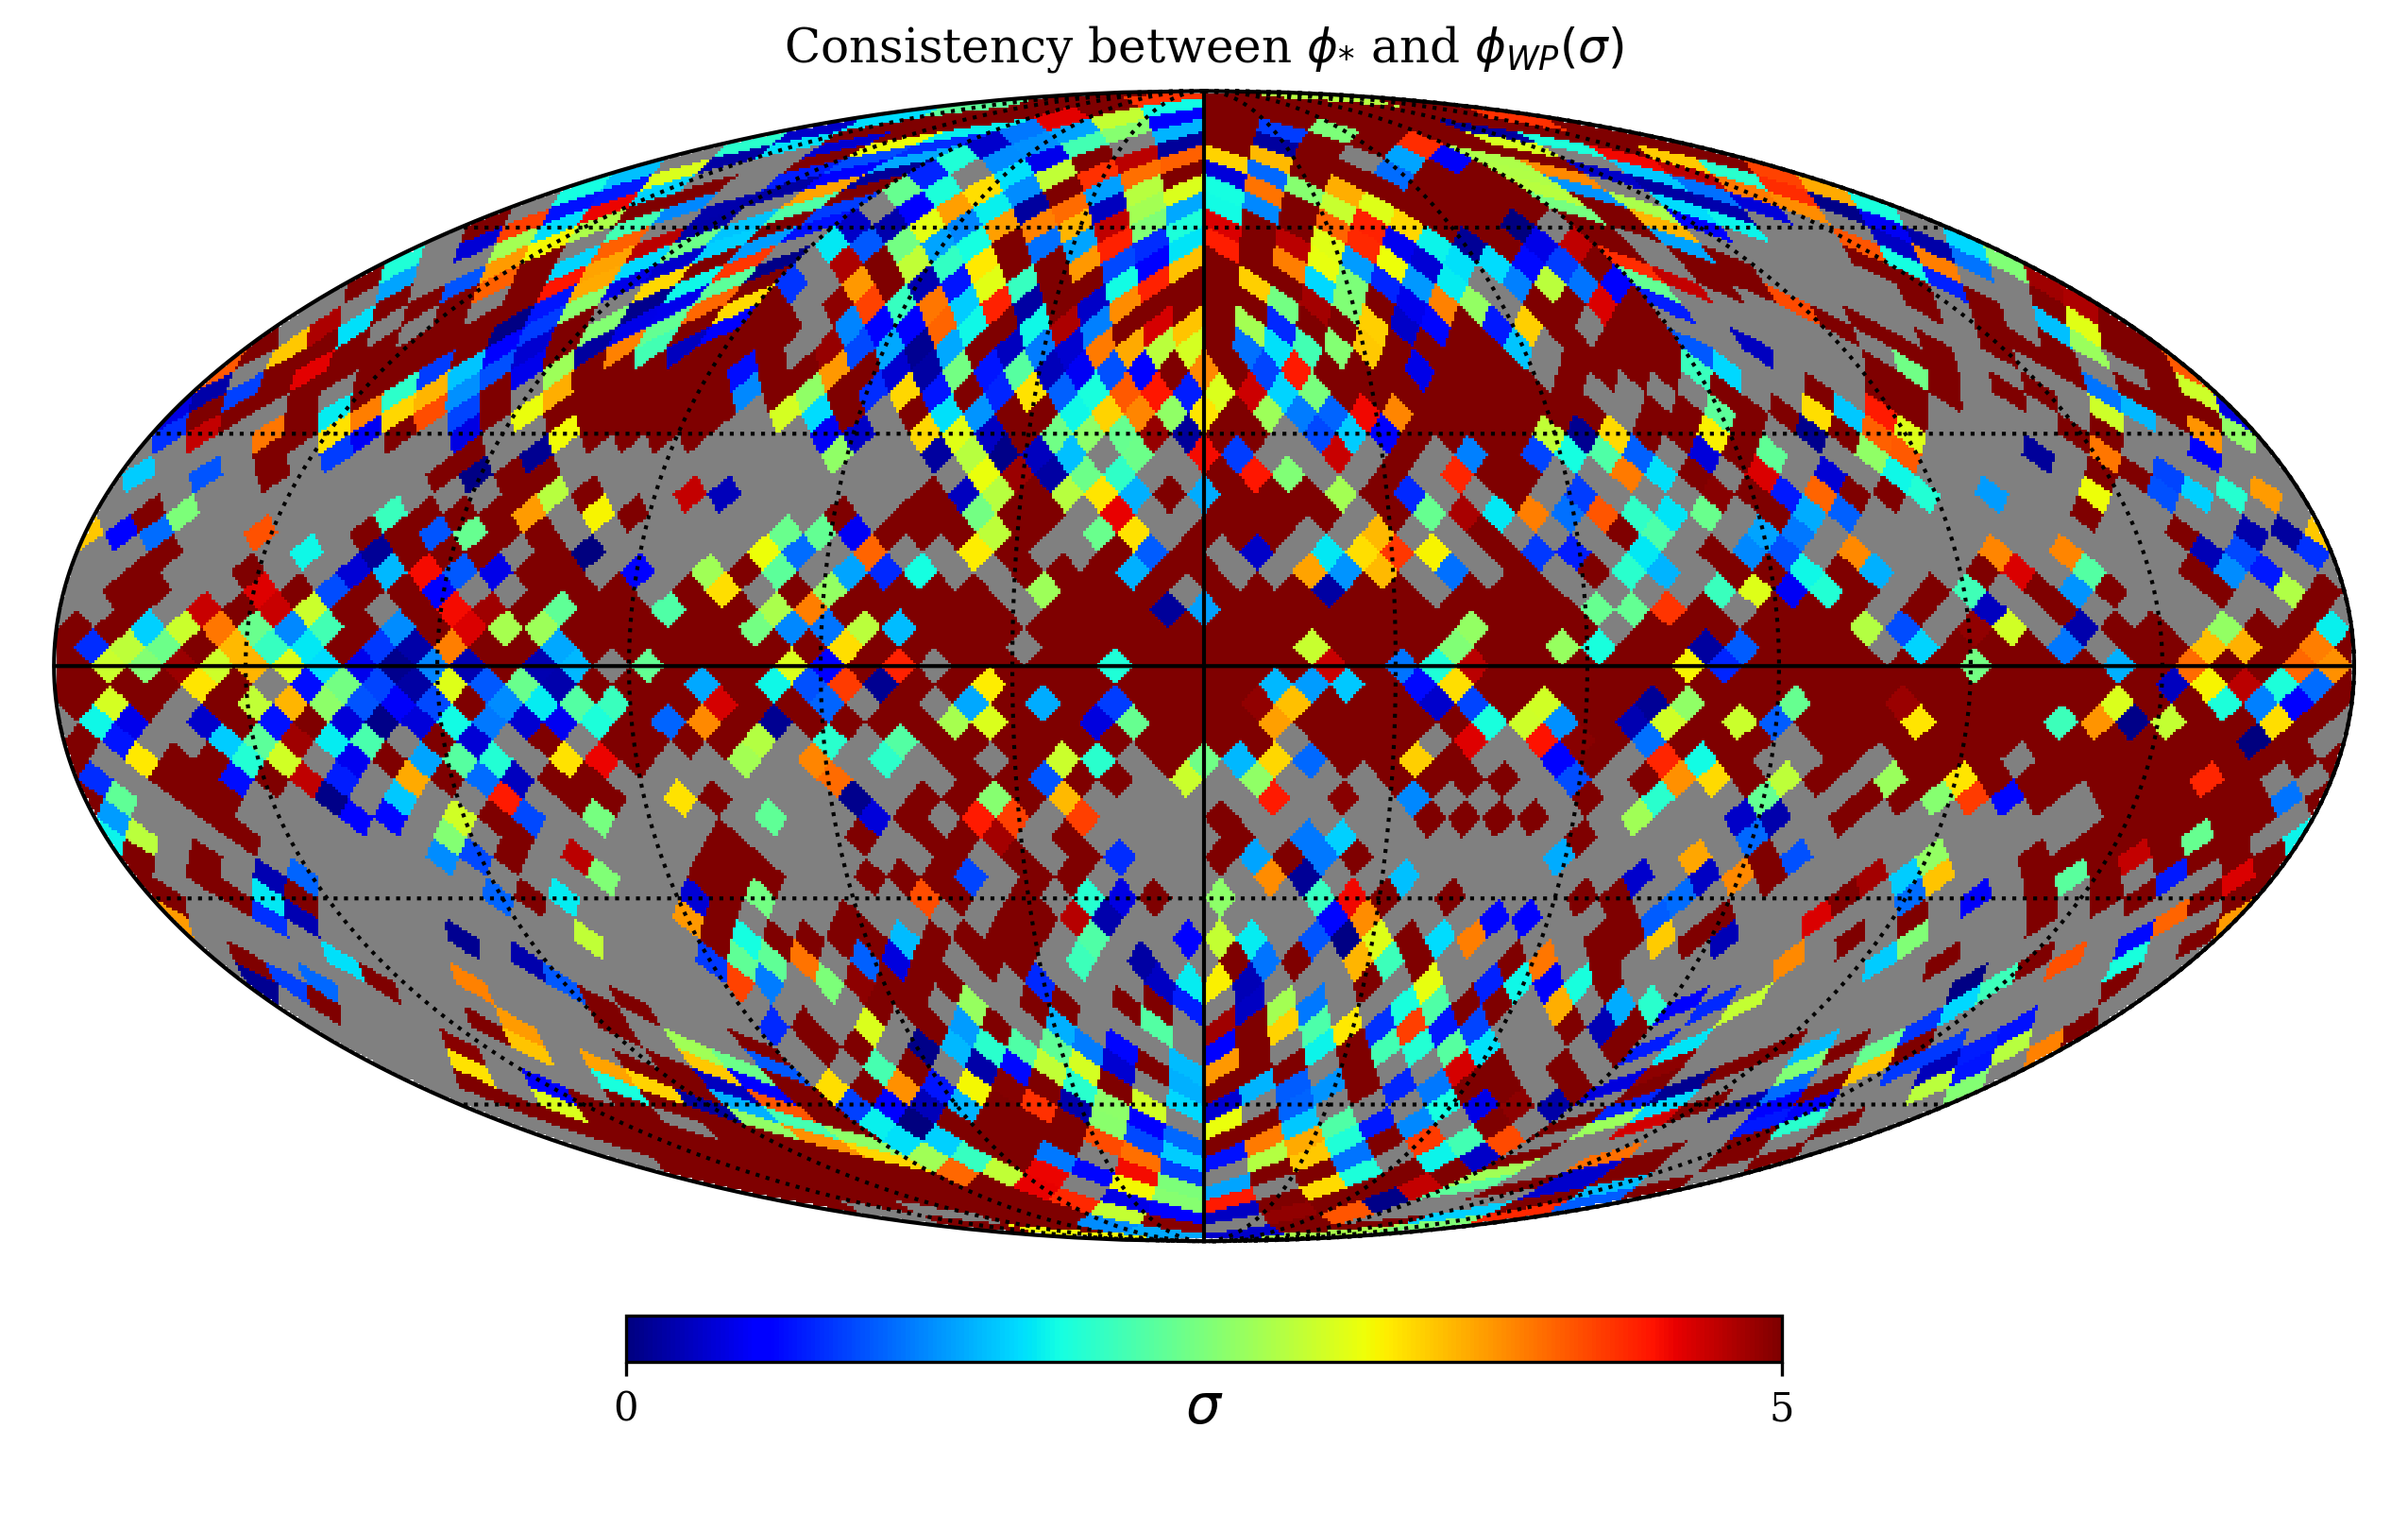 Consistency between ϕ* and ϕWP(σ)
0 σ 5